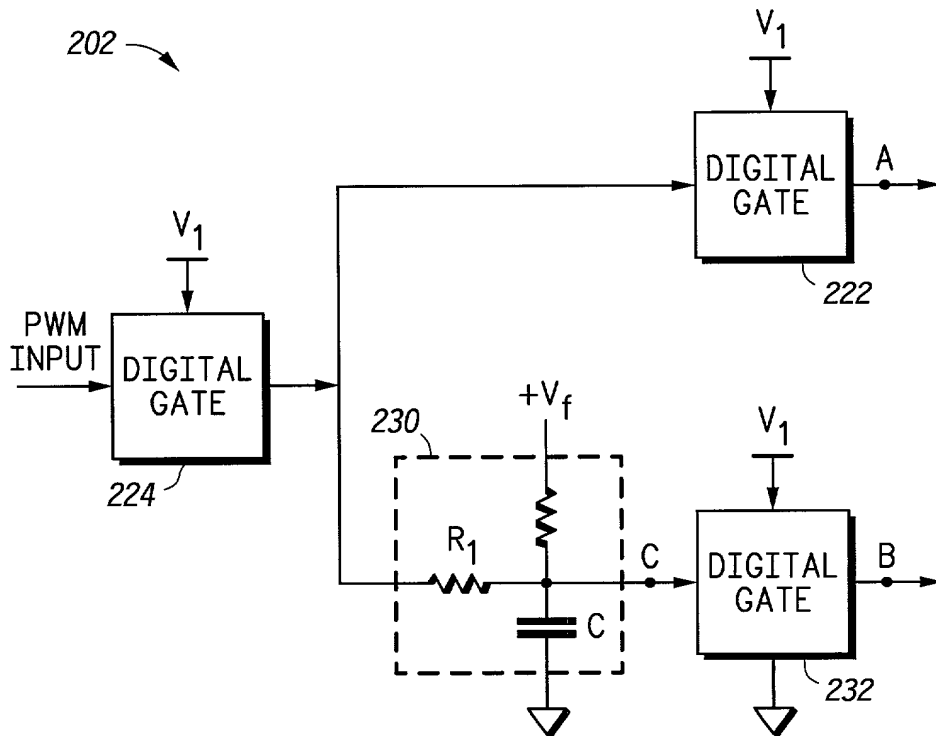 202
V1
DIGITAL
GATE
A
222
V1
PWM
INPUT
DIGITAL
GATE
224
230
+Vf
R1
C
C
V1
DIGITAL
GATE
B
232